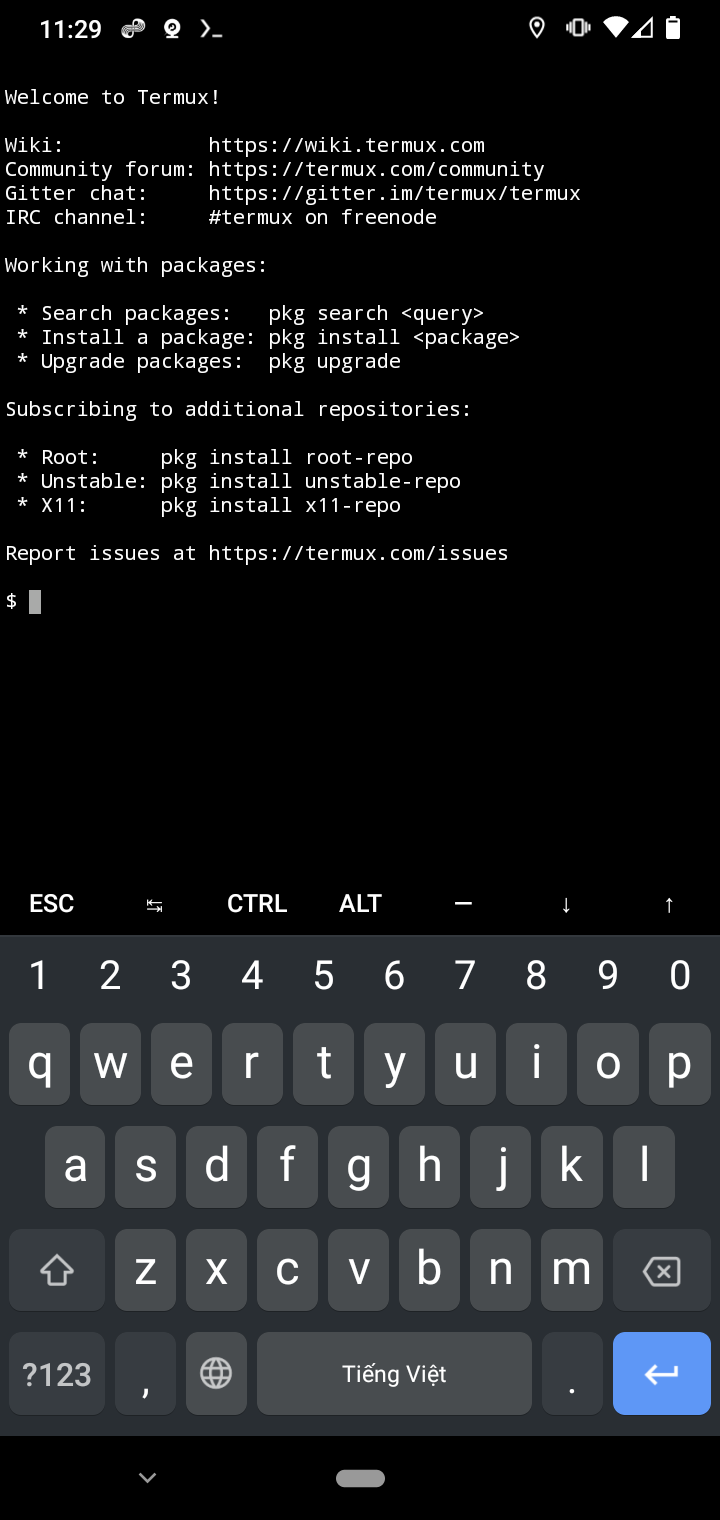 11:29
Welcome to Termux!
Wiki: https://wiki.termux.com
Community forum: https://termux.com/community
Gitter chat: https://gitter.im/termux/termux
IRC channel: #termux on freenode
Working with packages:
* Search packages: pkg search <query>
* Install a package: pkg install <package>
* Upgrade packages: pkg upgrade
Subscribing to additional repositories:
* Root: pkg install root-repo
* Unstable: pkg install unstable-repo
* X11: pkg install x11-repo
Report issues at https://termux.com/issues
$
ESC ↹ CTRL ALT — ↓ ↑
1 2 3 4 5 6 7 8 9 0
q w e r t y u i o p
a s d f g h j k l
z x c v b n m
?123 , Tiếng Việt .